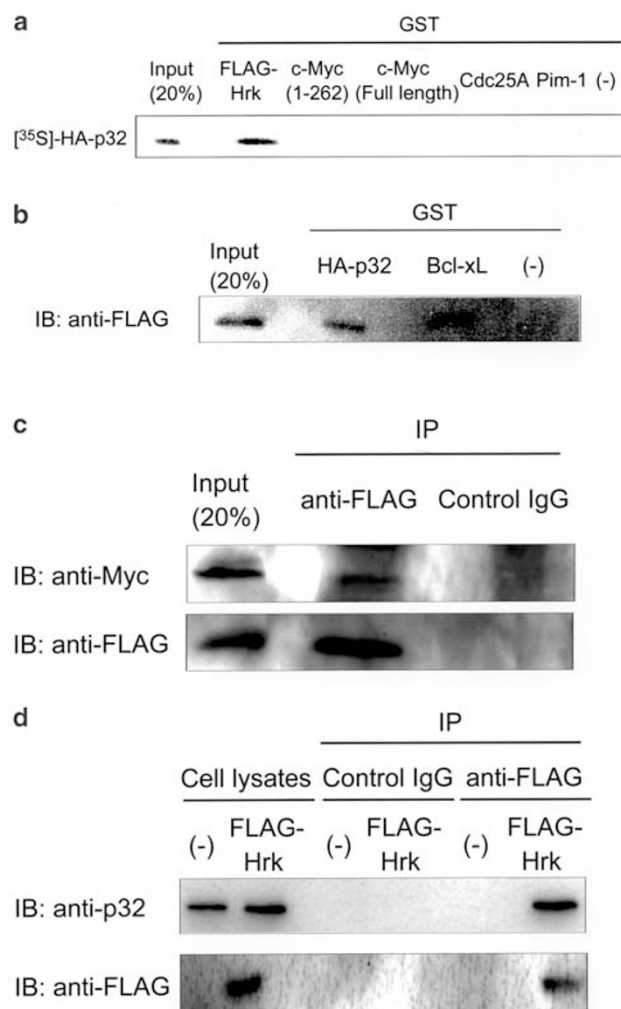 a
GST
Input (20%) FLAG-Hrk c-Myc (1-262) c-Myc (Full length) Cdc25A Pim-1 (-)
[35S]-HA-p32
b
GST
Input (20%) HA-p32 Bcl-xL (-)
IB: anti-FLAG
c
IP
Input (20%) anti-FLAG Control IgG
IB: anti-Myc
IB: anti-FLAG
d
IP
Cell lysates Control IgG anti-FLAG
(-) FLAG-Hrk (-) FLAG-Hrk (-) FLAG-Hrk
IB: anti-p32
IB: anti-FLAG